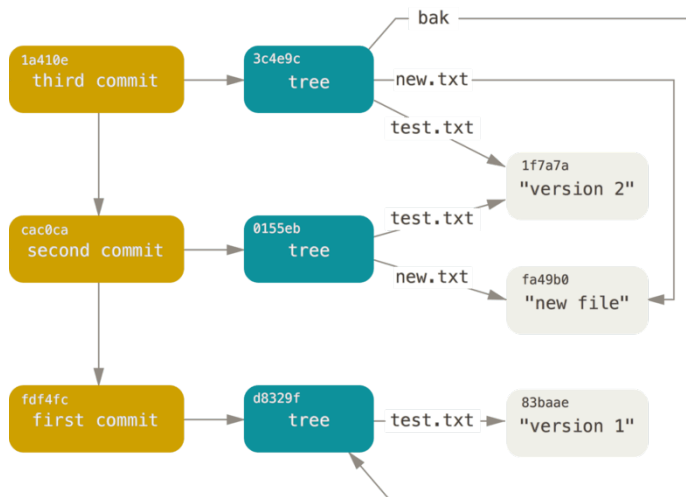 bak
1a410e
third commit
3c4e9c
tree
new.txt
test.txt
1f7a7a
"version 2"
cac0ca
second commit
0155eb
tree
test.txt
new.txt
fa49b0
"new file"
fdf4fc
first commit
d8329f
tree
test.txt
83baae
"version 1"